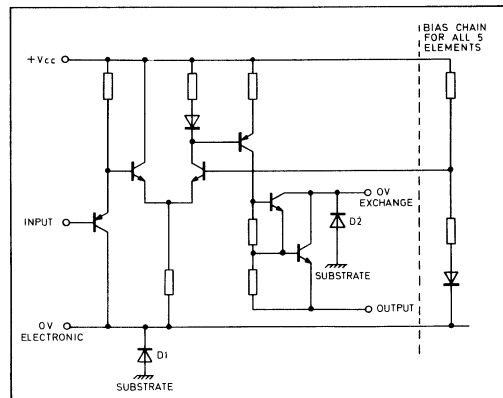 BIAS CHAIN
FOR ALL 5
ELEMENTS
+Vcc
INPUT
0V
EXCHANGE
D2
SUBSTRATE
OUTPUT
0V
ELECTRONIC
D1
SUBSTRATE